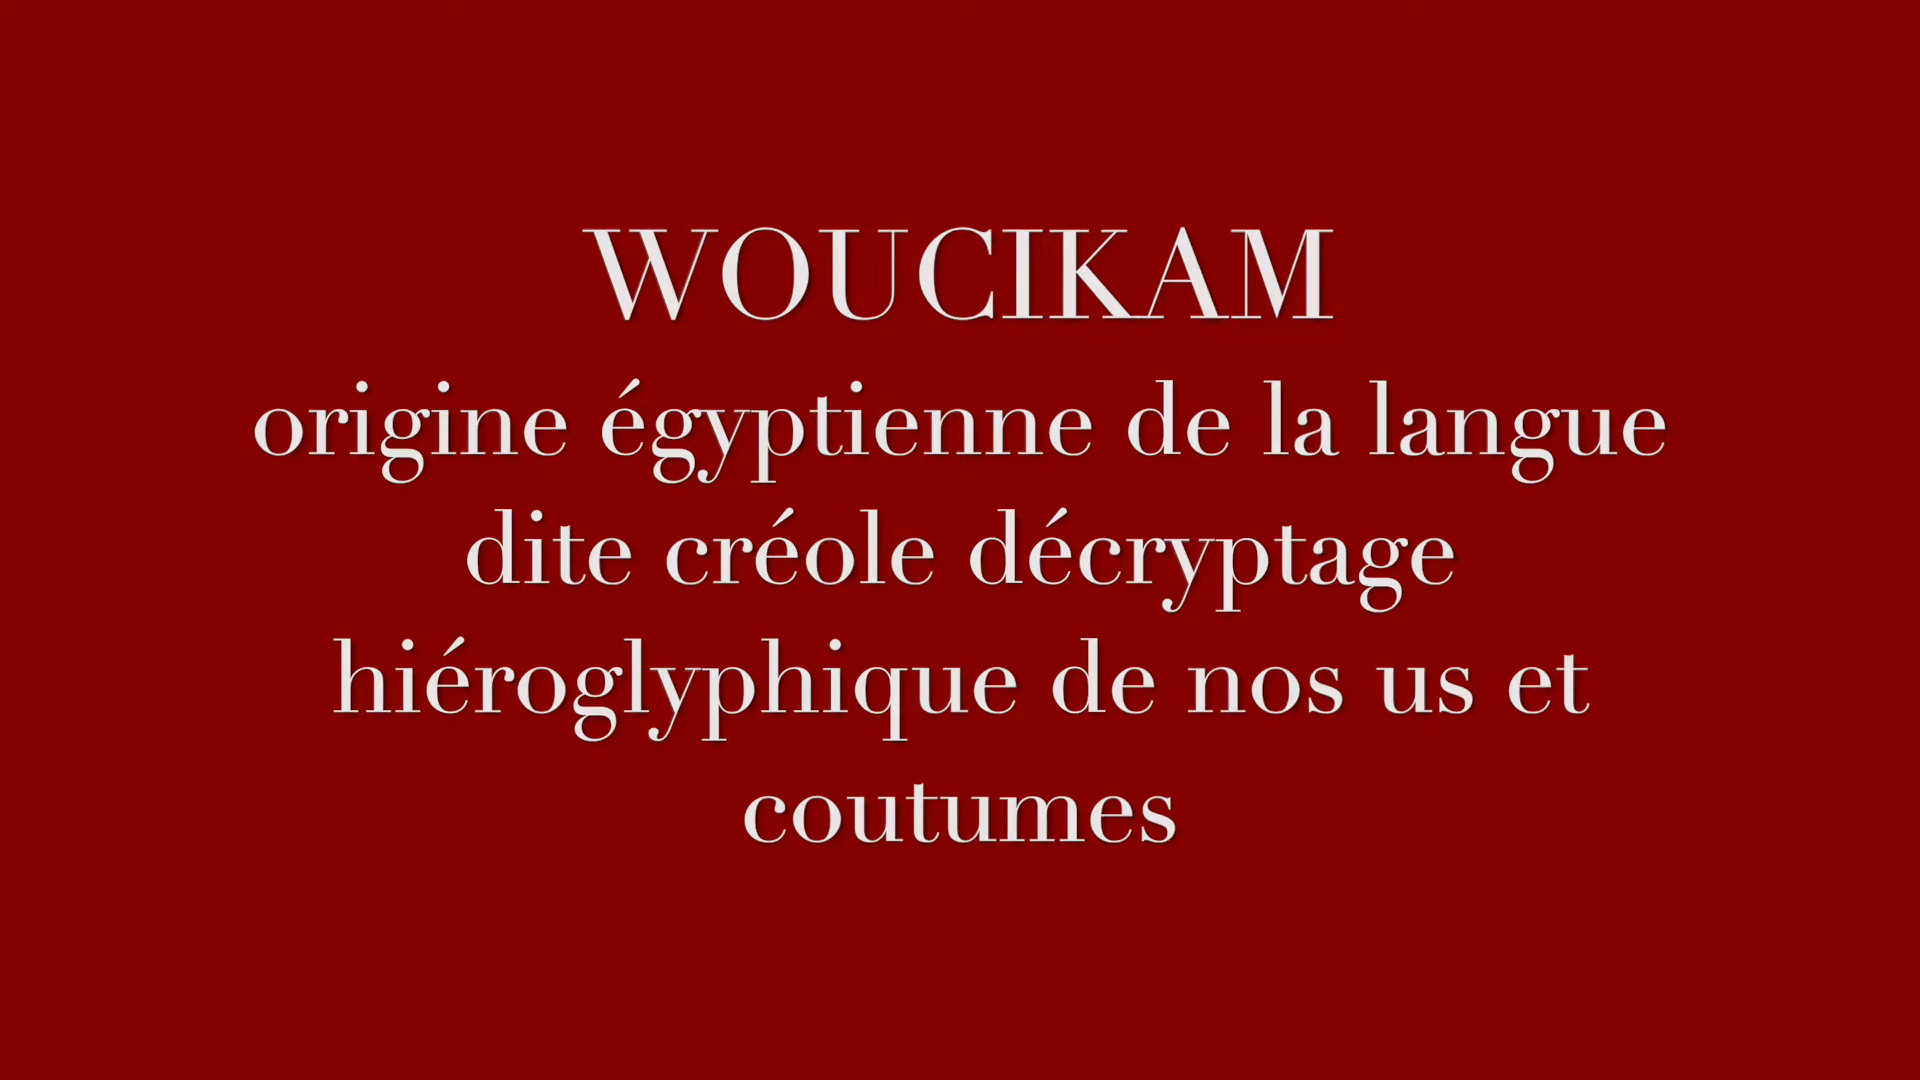 WOUCIKAM
origine égyptienne de la langue
dite créole décryptage
hiéroglyphique de nos us et
coutumes